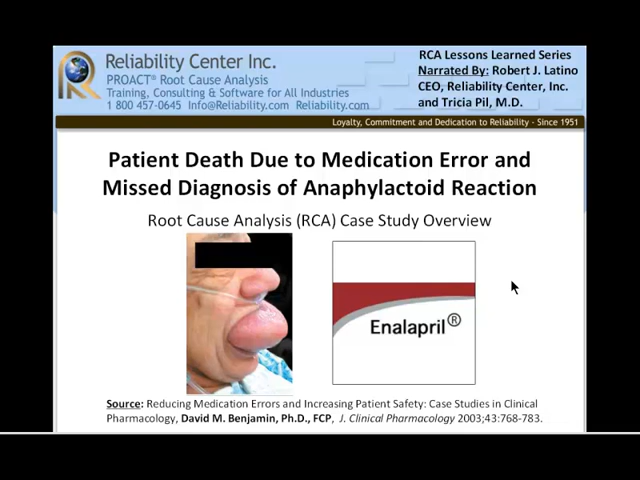 Reliability Center Inc.
PROACT® Root Cause Analysis
Training, Consulting & Software for All Industries
1 800 457-0645 Info@Reliability.com Reliability.com
RCA Lessons Learned Series
Narrated By: Robert J. Latino
CEO, Reliability Center, Inc.
and Tricia Pil, M.D.
Loyalty, Commitment and Dedication to Reliability - Since 1951
Patient Death Due to Medication Error and
Missed Diagnosis of Anaphylactoid Reaction
Root Cause Analysis (RCA) Case Study Overview
Enalapril®
Source: Reducing Medication Errors and Increasing Patient Safety: Case Studies in Clinical
Pharmacology, David M. Benjamin, Ph.D., FCP, J. Clinical Pharmacology 2003;43:768-783.